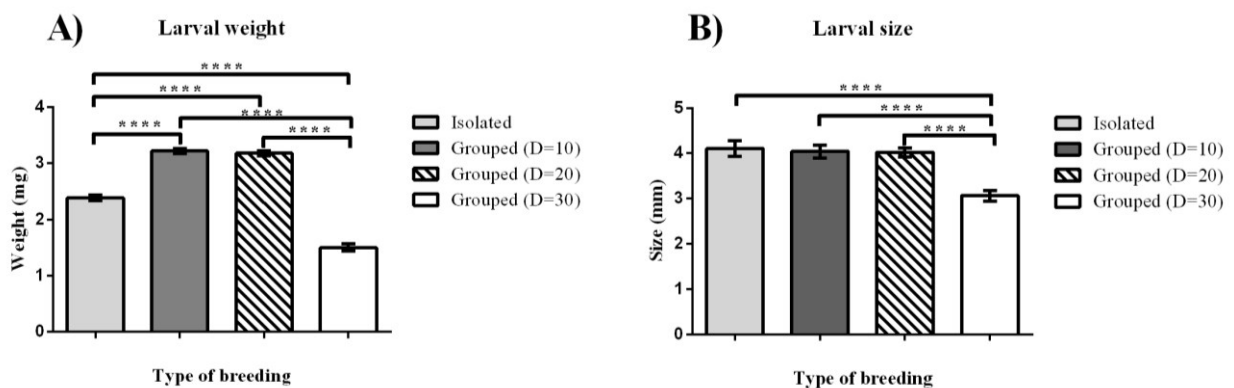 A)
Larval weight
****
****
****
****
****
4
3
2
1
0
Weight (mg)
Type of breeding
Isolated
Grouped (D=10)
Grouped (D=20)
Grouped (D=30)
B)
Larval size
****
****
****
5
4
3
2
1
0
Size (mm)
Type of breeding
Isolated
Grouped (D=10)
Grouped (D=20)
Grouped (D=30)